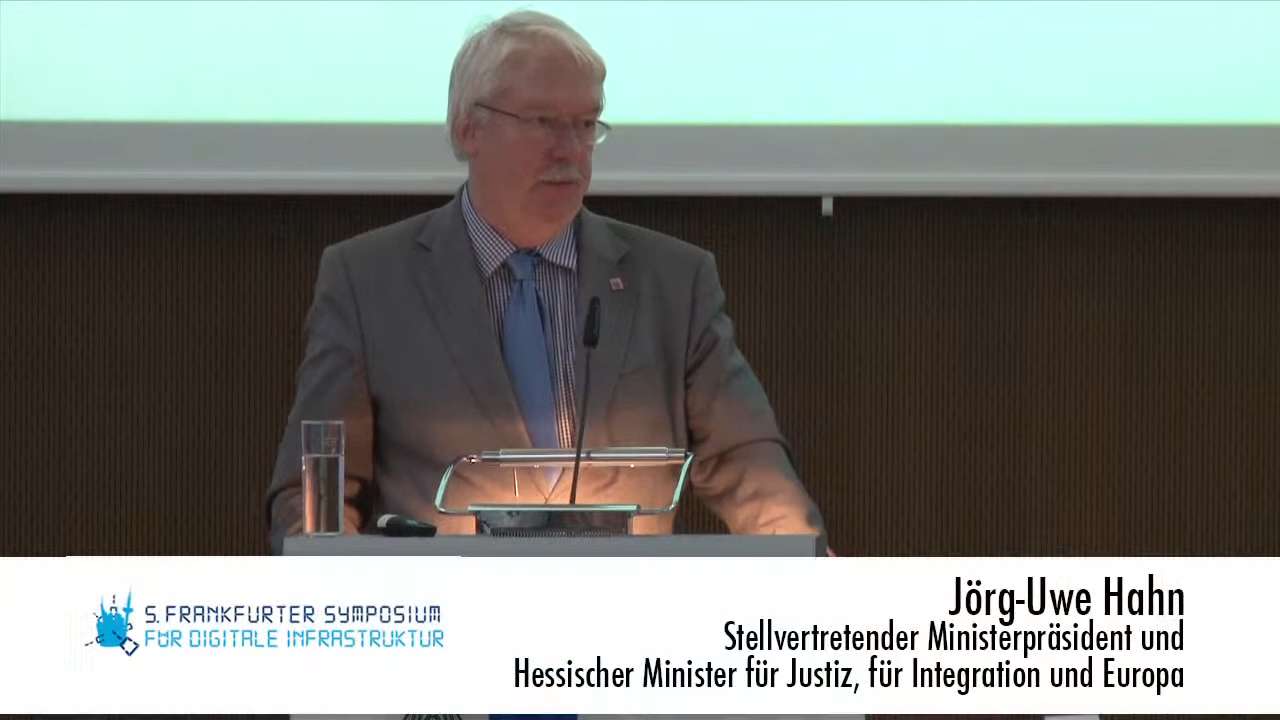 5. FRANKFURTER SYMPOSIUM
FÜR DIGITALE INFRASTRUKTUR
Jörg-Uwe Hahn
Stellvertretender Ministerpräsident und
Hessischer Minister für Justiz, für Integration und Europa